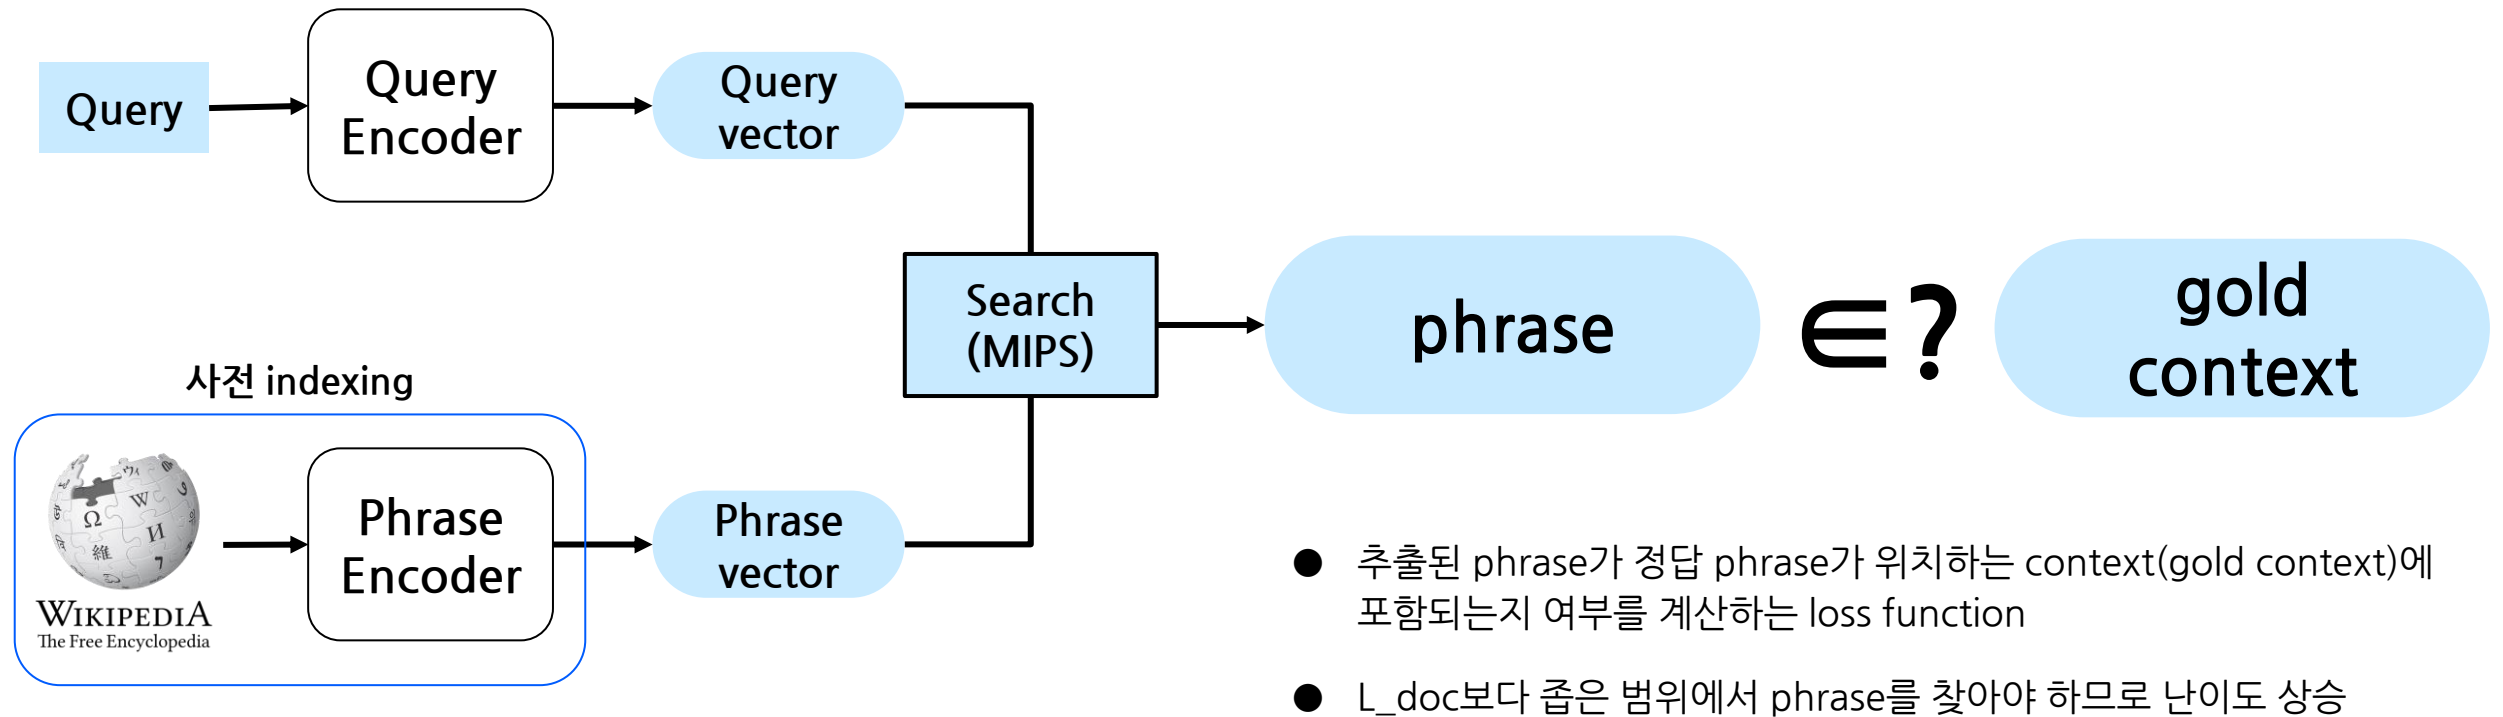 Query
Query
Encoder
Query
vector
Search
(MIPS)
phrase
∈?
gold
context
사전 indexing
WIKIPEDIA
The Free Encyclopedia
Phrase
Encoder
Phrase
vector
● 추출된 phrase가 정답 phrase가 위치하는 context(gold context)에
포함되는지 여부를 계산하는 loss function
● L_doc보다 좁은 범위에서 phrase를 찾아야 하므로 난이도 상승